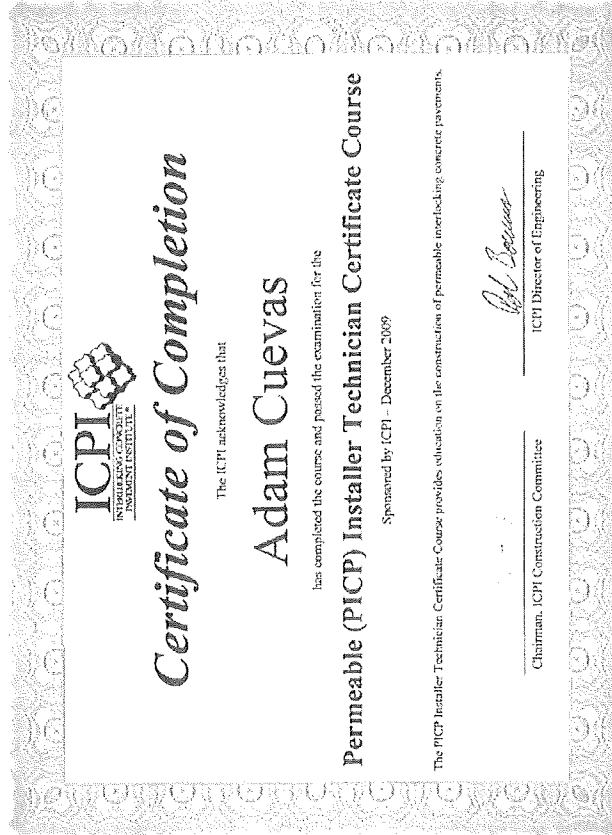 ICPI
INTERLOCKING CONCRETE
PAVEMENT INSTITUTE®
Certificate of Completion
The ICPI acknowledges that
Adam Cuevas
has completed the course and passed the examination for the
Permeable (PICP) Installer Technician Certificate Course
Sponsored by ICPI – December 2009
The PICP Installer Technician Certificate Course provides education on the construction of permeable interlocking concrete pavements.
Chairman, ICPI Construction Committee
ICPI Director of Engineering